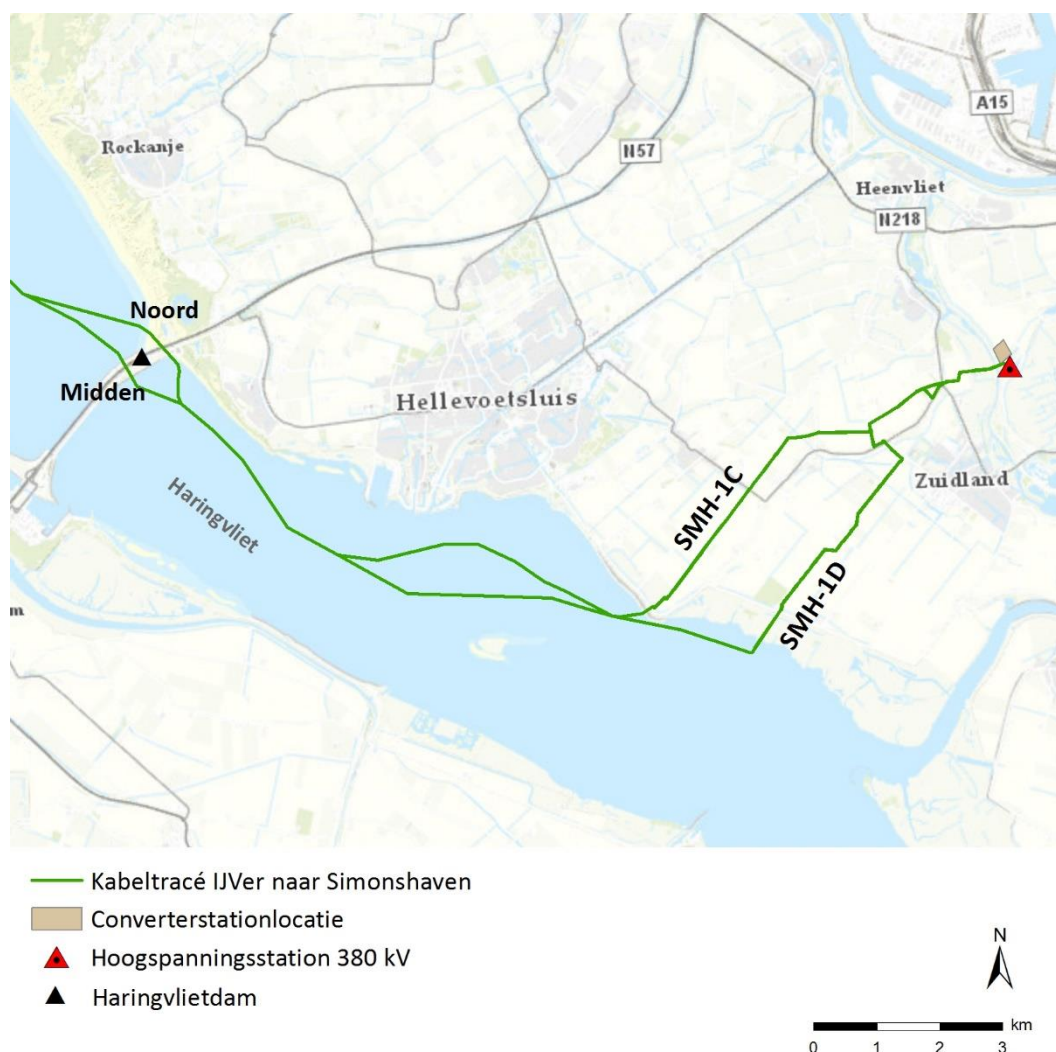 A15
Rockanje
N57
Heenvliet
N218
Noord
Midden
Hellevoetsluis
Zuidland
Haringvliet
SMH-1C
SMH-1D
m
Kabeltracé IJVer naar Simonshaven
Converterstationlocatie
Hoogspanningsstation 380 kV
Haringvlietdam
N
km
0 1 2 3